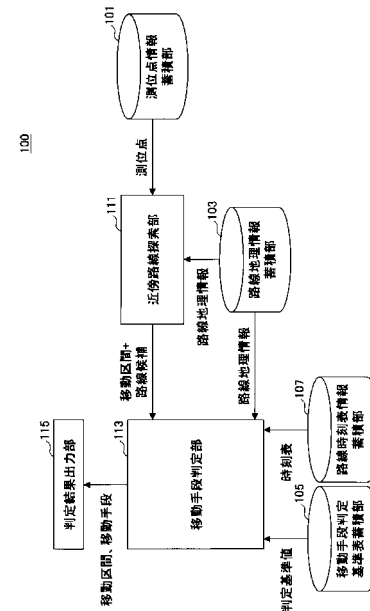 100
101
測位点情報
蓄積部
測位点
111
近傍路線探索部
103
路線地理情報
蓄積部
路線地理情報
移動区間+
路線候補
路線地理情報
113
移動手段判定部
115
判定結果出力部
移動区間、移動手段
107
路線時刻表情報
蓄積部
時刻表
105
移動手段判定
基準表蓄積部
判定基準値